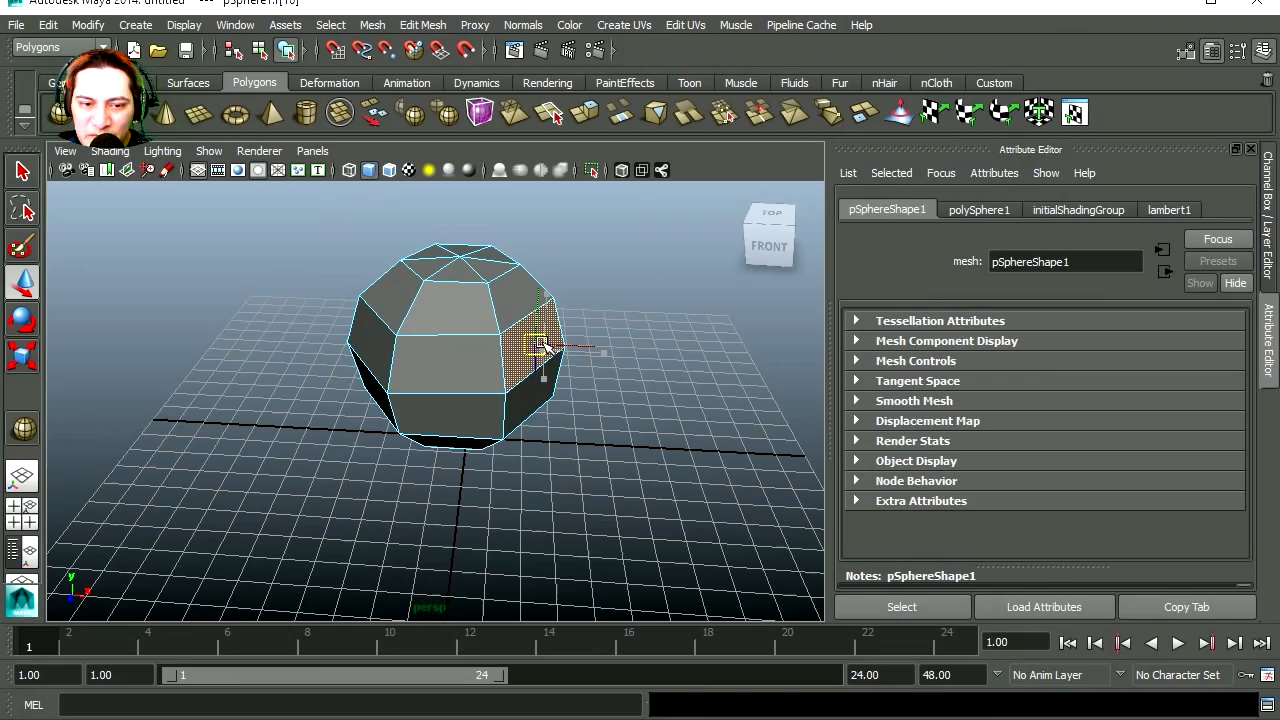 Autodesk Maya 2014: untitled --- pSphere1.f[10]
File Edit Modify Create Display Window Assets Select Mesh Edit Mesh Proxy Normals Color Create UVs Edit UVs Muscle Pipeline Cache Help
Polygons
Surfaces Polygons Deformation Animation Dynamics Rendering PaintEffects Toon Muscle Fluids Fur nHair nCloth Custom
View Shading Lighting Show Renderer Panels
Attribute Editor
List Selected Focus Attributes Show Help
pSphereShape1 polySphere1 initialShadingGroup lambert1
mesh: pSphereShape1
Focus
Presets
Show Hide
TOP
FRONT
Tessellation Attributes
Mesh Component Display
Mesh Controls
Tangent Space
Smooth Mesh
Displacement Map
Render Stats
Object Display
Node Behavior
Extra Attributes
Channel Box / Layer Editor
Attribute Editor
y
persp
Notes: pSphereShape1
Select Load Attributes Copy Tab
1 2 4 6 8 10 12 14 16 18 20 22 24 1.00
1.00 1.00 1 24 24.00 48.00 No Anim Layer No Character Set
MEL